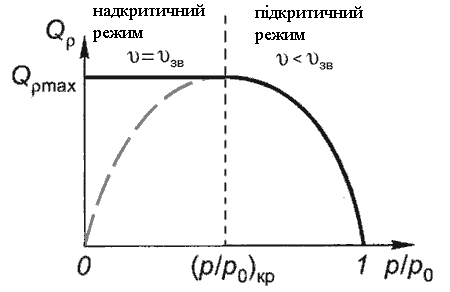 надкритичний
режим
підкритичний
режим
Qρ
υ = υзв
υ < υзв
Qρmax
0
(p/p0)кр
1
p/p0